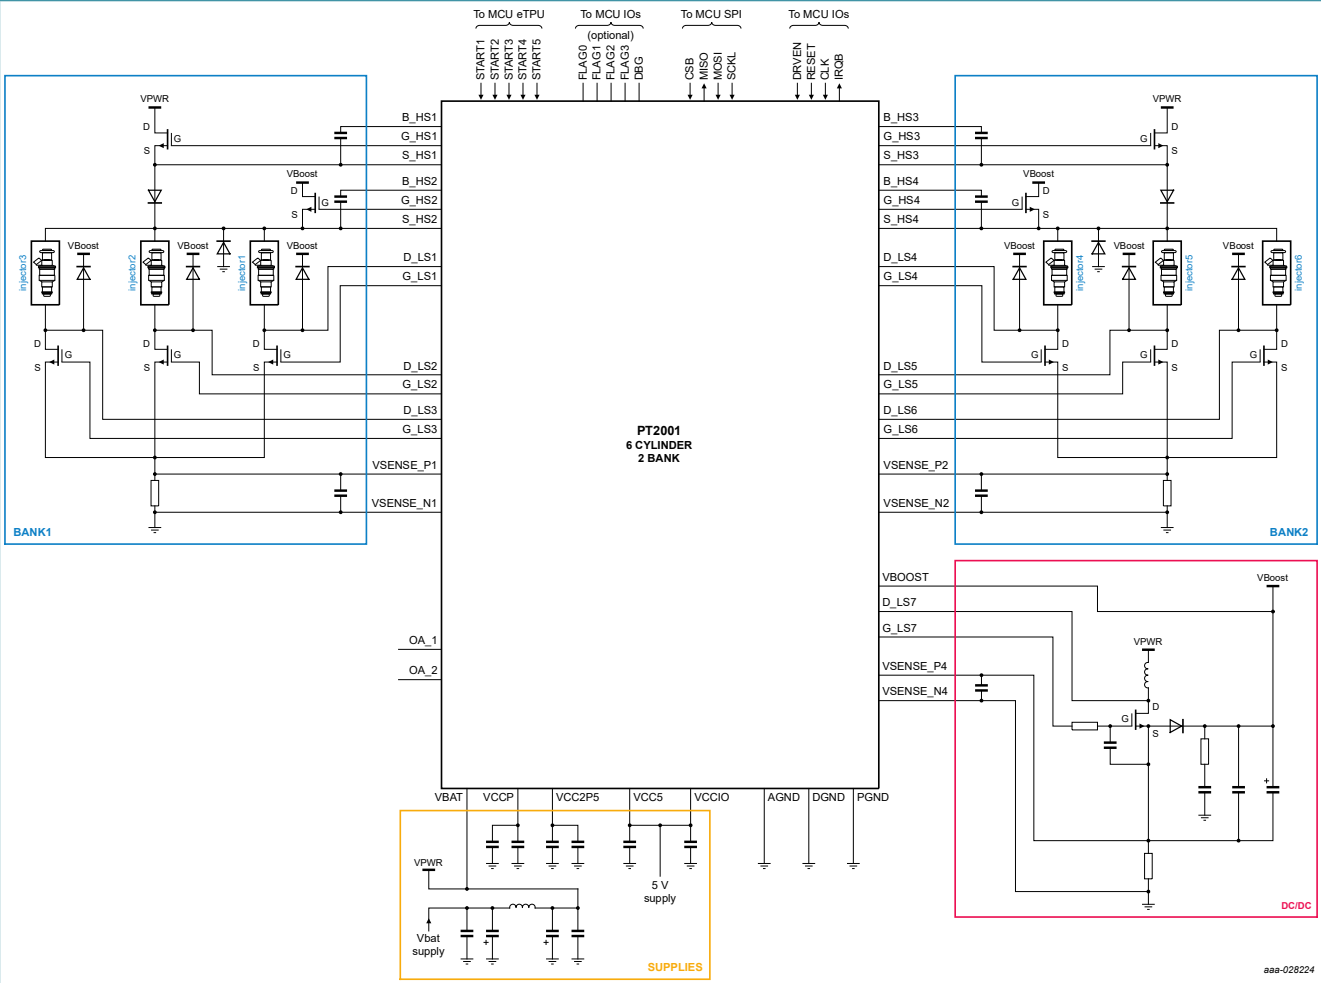 To MCU eTPU
To MCU IOs
(optional)
To MCU SPI
To MCU IOs
START1
START2
START3
START4
START5
FLAG0
FLAG1
FLAG2
FLAG3
DBG
CSB
MISO
MOSI
SCKL
DRVEN
RESET
CLK
IRQB
VPWR
D
G
S
VBoost
D
G
S
injector3
VBoost
injector2
VBoost
injector1
VBoost
D
G
S
D
G
S
D
G
S
BANK1
B_HS1
G_HS1
S_HS1
B_HS2
G_HS2
S_HS2
D_LS1
G_LS1
D_LS2
G_LS2
D_LS3
G_LS3
VSENSE_P1
VSENSE_N1
OA_1
OA_2
PT2001
6 CYLINDER
2 BANK
B_HS3
G_HS3
S_HS3
B_HS4
G_HS4
S_HS4
D_LS4
G_LS4
D_LS5
G_LS5
D_LS6
G_LS6
VSENSE_P2
VSENSE_N2
VBOOST
D_LS7
G_LS7
VSENSE_P4
VSENSE_N4
VPWR
D
G
S
VBoost
D
G
S
VBoost
injector4
VBoost
injector5
VBoost
injector6
D
G
S
D
G
S
D
G
S
BANK2
VBoost
VPWR
D
G
S
+
DC/DC
VBAT
VCCP
VCC2P5
VCC5
VCCIO
AGND
DGND
PGND
VPWR
5 V
supply
Vbat
supply
+
+
SUPPLIES
aaa-028224